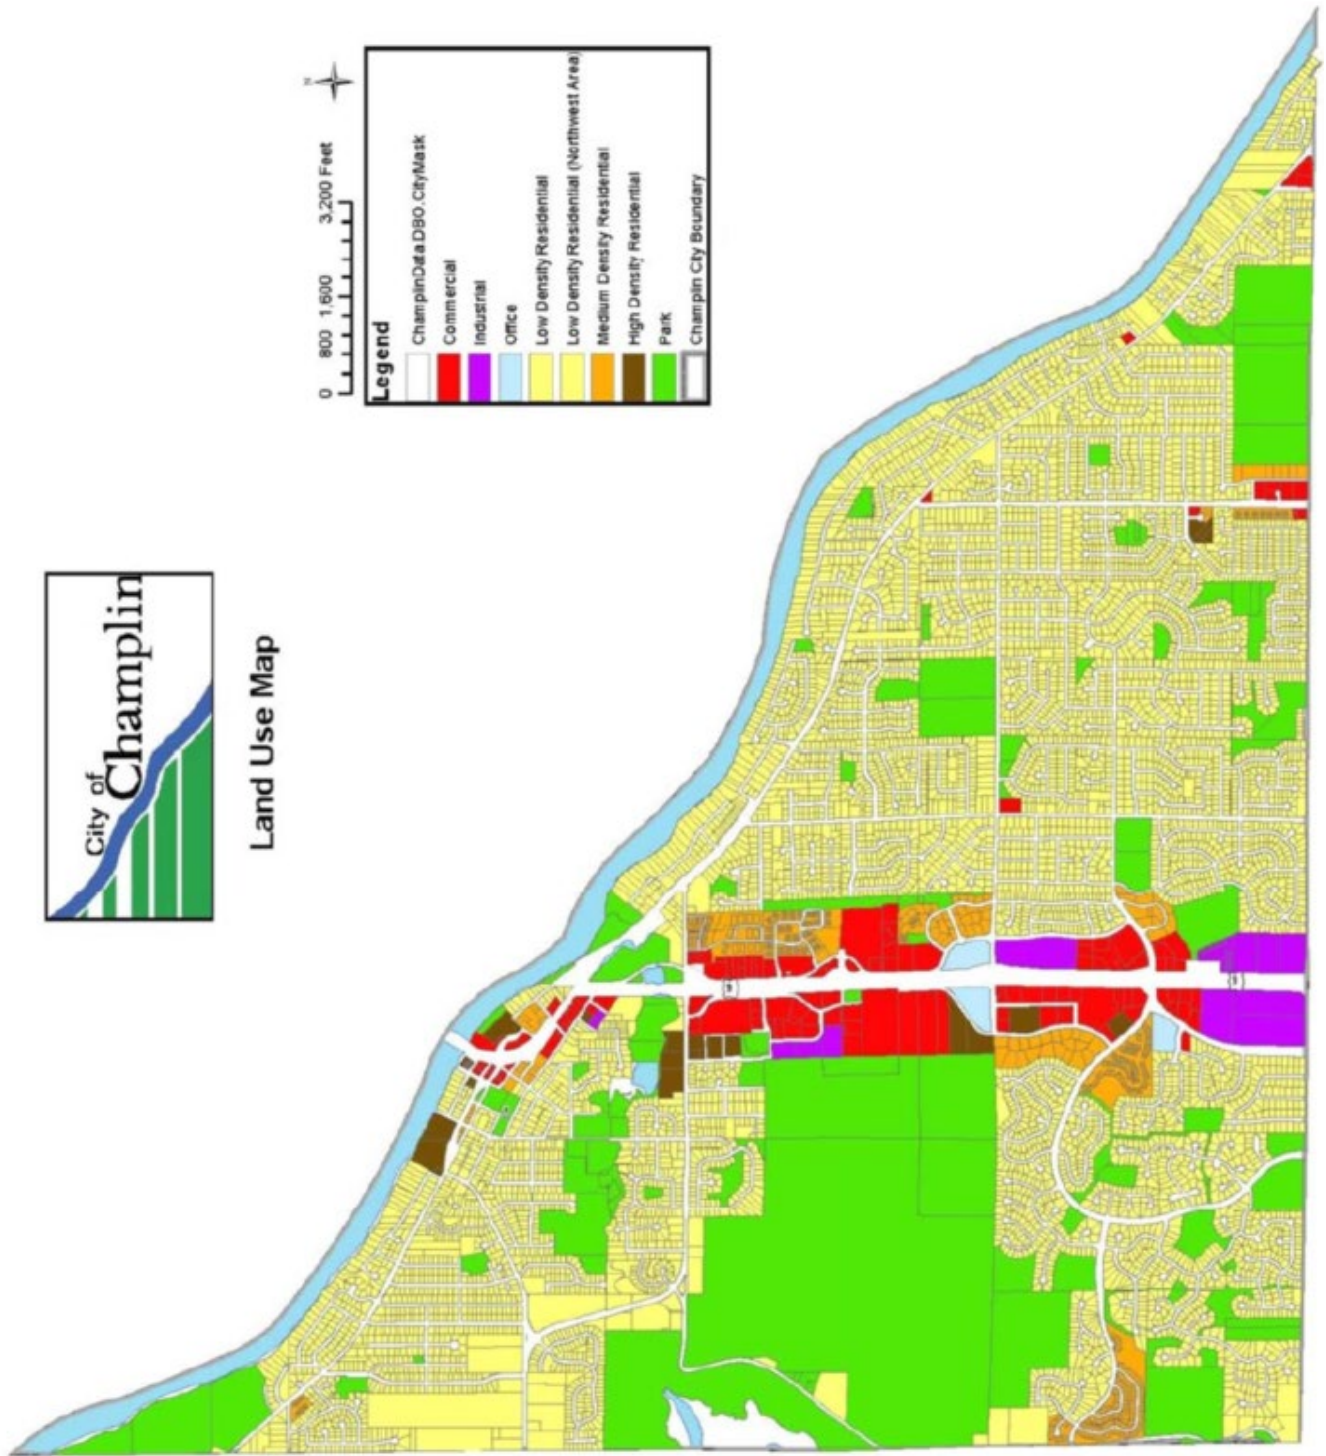 City of
Champlin
Land Use Map
N
0 800 1,600 3,200 Feet
Legend
ChamplinData.DBO.CityMask
Commercial
Industrial
Office
Low Density Residential
Low Density Residential (Northwest Area)
Medium Density Residential
High Density Residential
Park
Champlin City Boundary